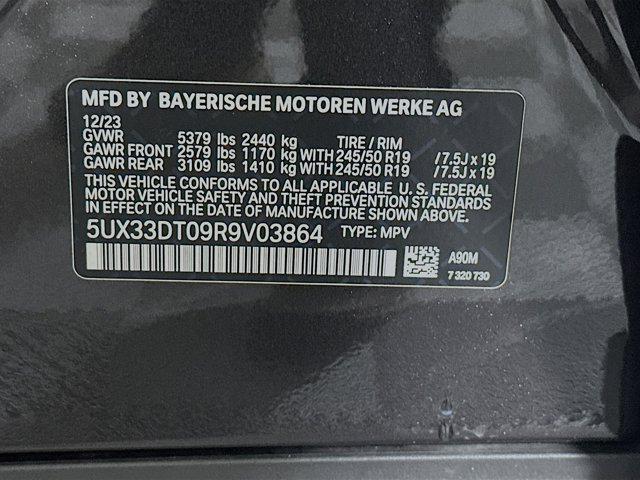 MFD BY BAYERISCHE MOTOREN WERKE AG
12/23
GVWR 5379 lbs 2440 kg TIRE / RIM
GAWR FRONT 2579 lbs 1170 kg WITH 245/50 R19 /7.5J x 19
GAWR REAR 3109 lbs 1410 kg WITH 245/50 R19 /7.5J x 19
THIS VEHICLE CONFORMS TO ALL APPLICABLE U.S. FEDERAL
MOTOR VEHICLE SAFETY AND THEFT PREVENTION STANDARDS
IN EFFECT ON THE DATE OF MANUFACTURE SHOWN ABOVE.
5UX33DT09R9V03864 TYPE: MPV
A90M
7 320 730